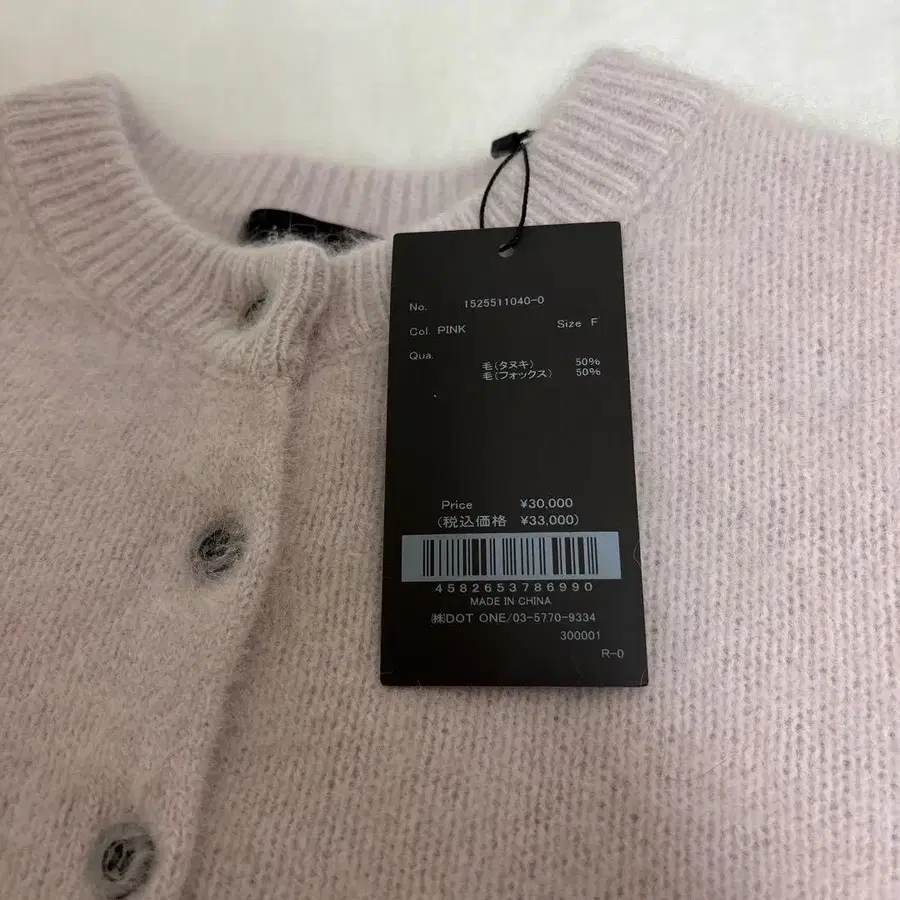 No. 1525511040-0
Col. PINK Size F
Qua.
毛(タヌキ) 50%
毛(フォックス) 50%
Price ¥30,000
(税込価格 ¥33,000)
4582653786990
MADE IN CHINA
㈱DOT ONE/03-5770-9334
300001
R-0